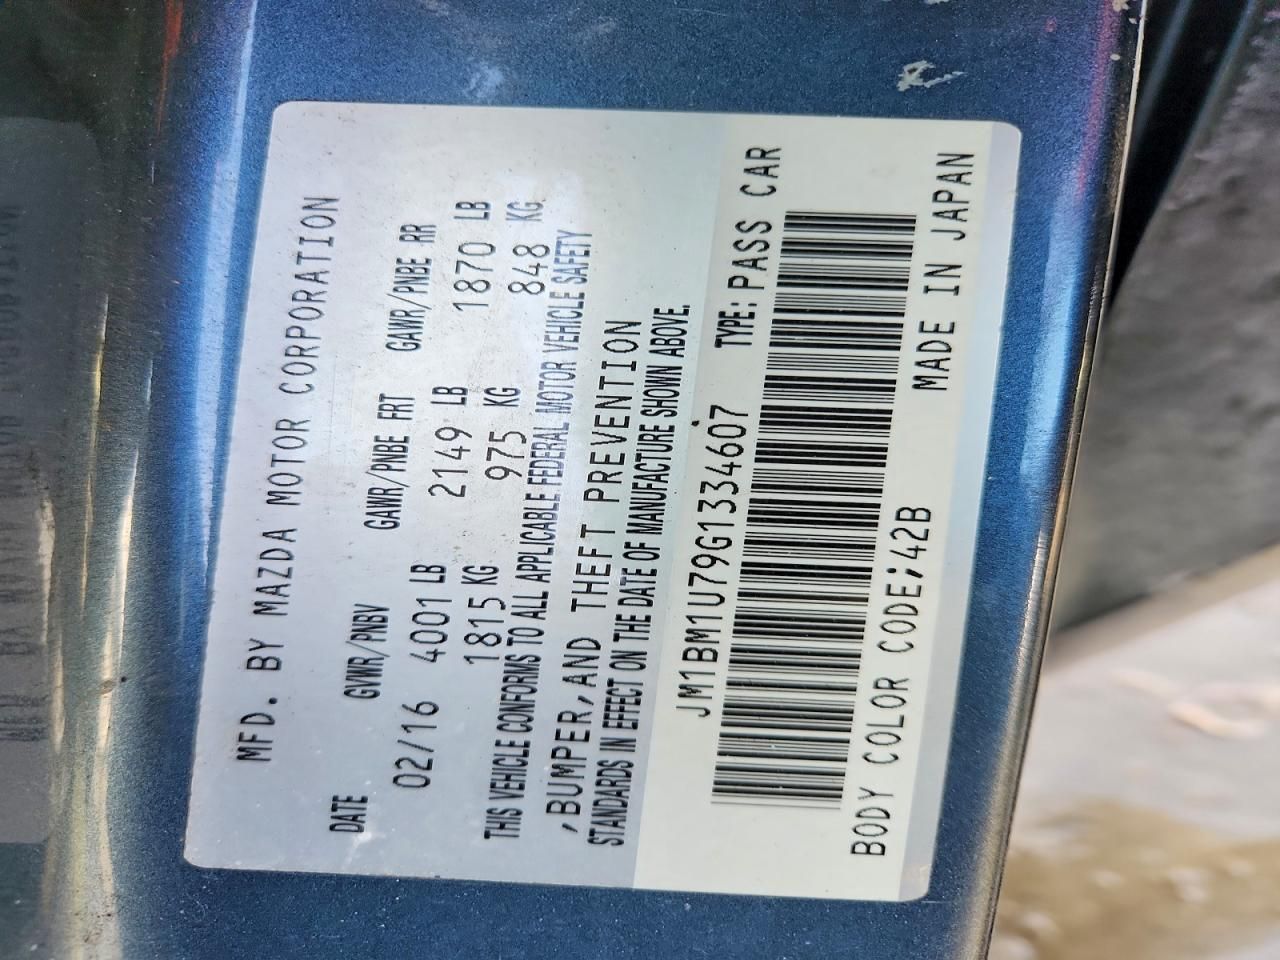 MFD. BY MAZDA MOTOR CORPORATION
DATE GVWR/PNBV GAWR/PNBE FRT GAWR/PNBE RR
02/16 4001 LB 2149 LB 1870 LB
1815 KG 975 KG 848 KG
THIS VEHICLE CONFORMS TO ALL APPLICABLE FEDERAL MOTOR VEHICLE SAFETY
,BUMPER, AND THEFT PREVENTION
STANDARDS IN EFFECT ON THE DATE OF MANUFACTURE SHOWN ABOVE.
JM1BM1U79G1334607 TYPE: PASS CAR
BODY COLOR CODE;42B MADE IN JAPAN